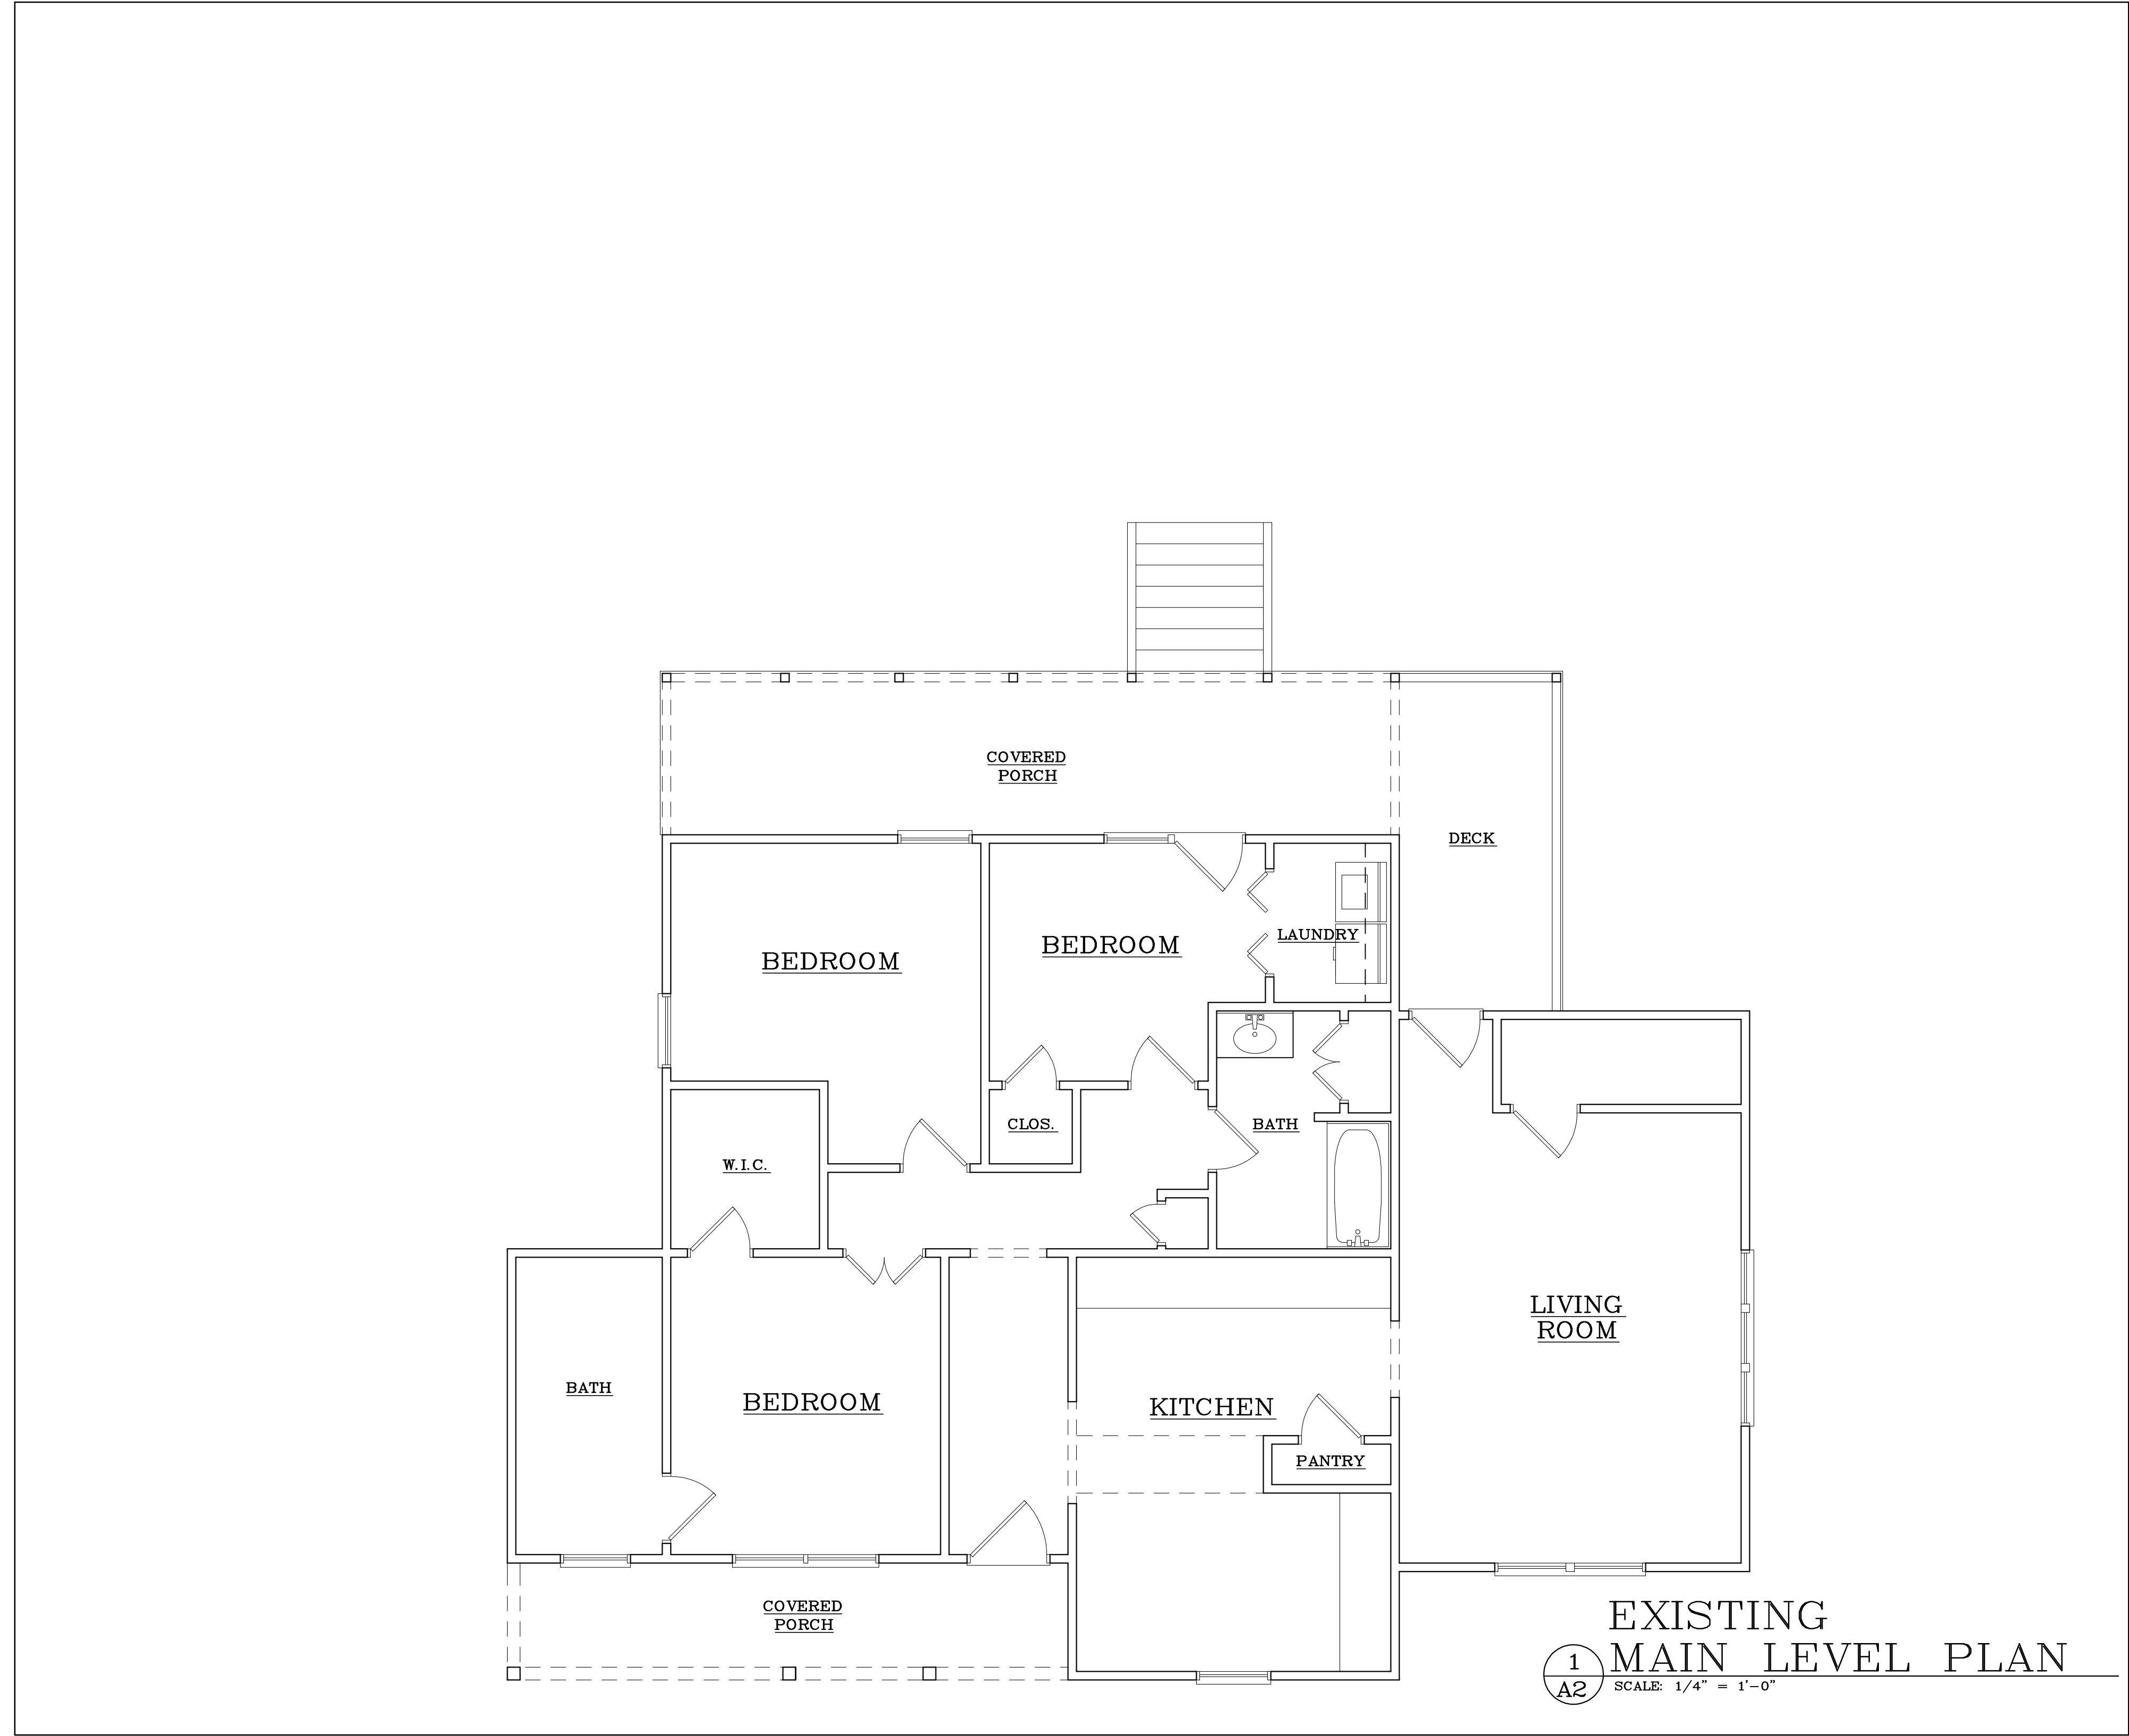 COVERED
PORCH
DECK
BEDROOM
BEDROOM
LAUNDRY
CLOS.
BATH
W.I.C.
LIVING
ROOM
BATH
BEDROOM
KITCHEN
PANTRY
COVERED
PORCH
EXISTING
MAIN LEVEL PLAN
1
A2
SCALE: 1/4" = 1'-0"